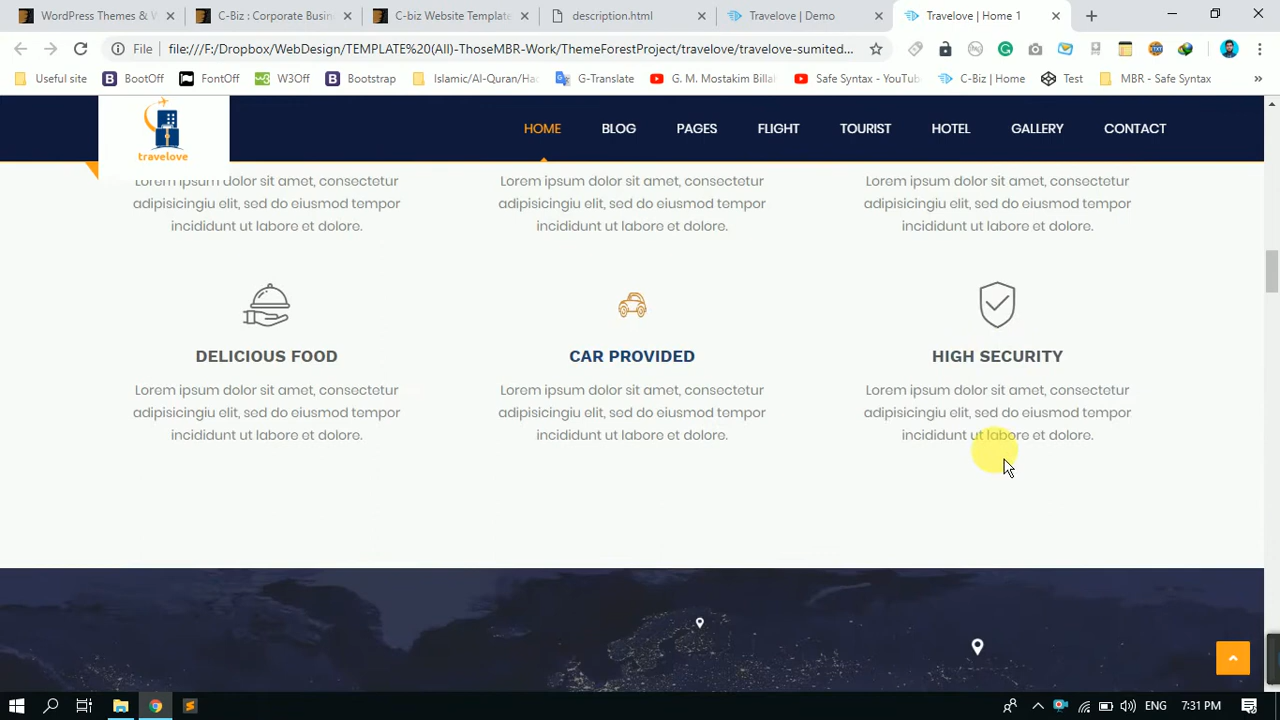 WordPress Themes & W
C-Biz : Corporate Busin
C-biz Website Template
description.html
Travelove | Demo
Travelove | Home 1
File
file:///F:/Dropbox/WebDesign/TEMPLATE%20(All)-ThoseMBR-Work/ThemeForestProject/travelove/travelove-sumited...
Useful site
BootOff
FontOff
W3Off
Bootstrap
Islamic/Al-Quran/Had
G-Translate
G. M. Mostakim Billah
Safe Syntax - YouTube
C-Biz | Home
Test
MBR - Safe Syntax
travelove
HOME
BLOG
PAGES
FLIGHT
TOURIST
HOTEL
GALLERY
CONTACT
Lorem ipsum dolor sit amet, consectetur
adipisicingiu elit, sed do eiusmod tempor
incididunt ut labore et dolore.
Lorem ipsum dolor sit amet, consectetur
adipisicingiu elit, sed do eiusmod tempor
incididunt ut labore et dolore.
Lorem ipsum dolor sit amet, consectetur
adipisicingiu elit, sed do eiusmod tempor
incididunt ut labore et dolore.
DELICIOUS FOOD
Lorem ipsum dolor sit amet, consectetur
adipisicingiu elit, sed do eiusmod tempor
incididunt ut labore et dolore.
CAR PROVIDED
Lorem ipsum dolor sit amet, consectetur
adipisicingiu elit, sed do eiusmod tempor
incididunt ut labore et dolore.
HIGH SECURITY
Lorem ipsum dolor sit amet, consectetur
adipisicingiu elit, sed do eiusmod tempor
incididunt ut labore et dolore.
ENG
7:31 PM